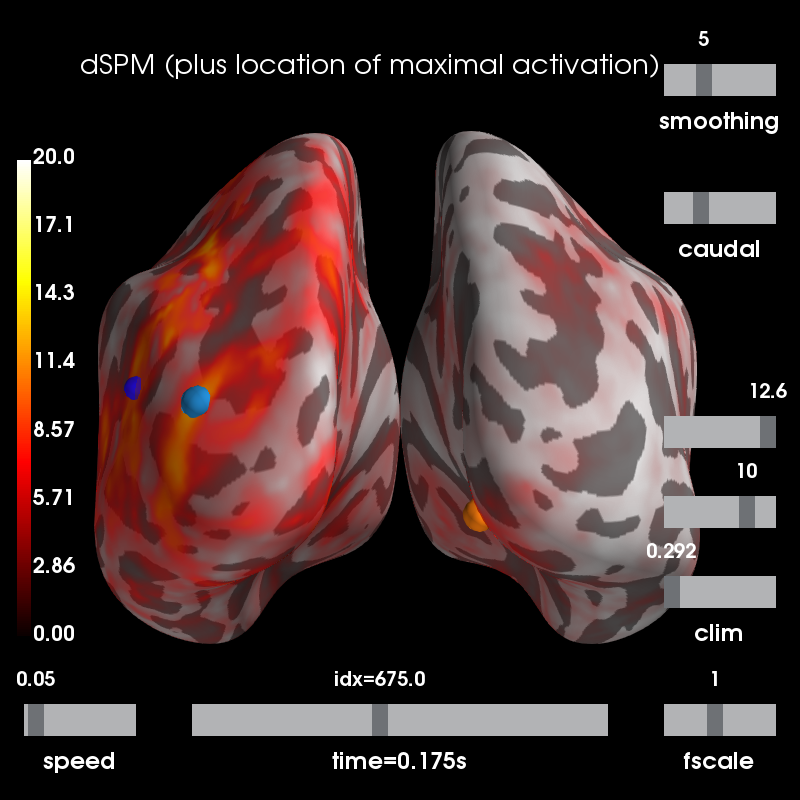 5
dSPM (plus location of maximal activation)
smoothing
20.0
17.1
caudal
14.3
11.4
12.6
8.57
10
5.71
0.292
2.86
0.00
clim
0.05
idx=675.0
1
speed
time=0.175s
fscale